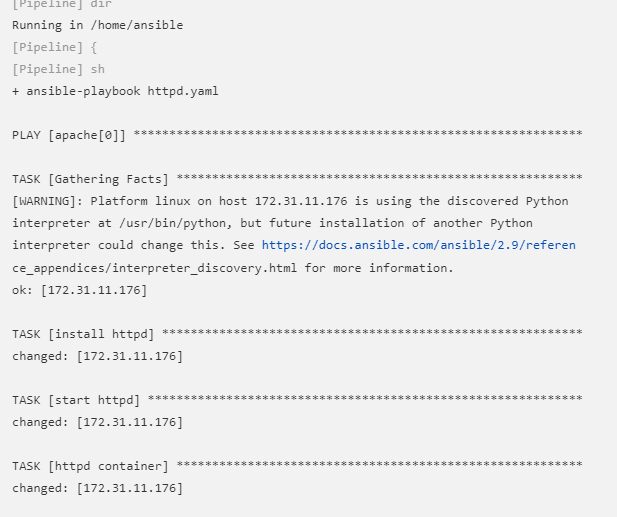 [Pipeline] dir
Running in /home/ansible
[Pipeline] {
[Pipeline] sh
+ ansible-playbook httpd.yaml
PLAY [apache[0]] ***************************************************************
TASK [Gathering Facts] *********************************************************
[WARNING]: Platform linux on host 172.31.11.176 is using the discovered Python
interpreter at /usr/bin/python, but future installation of another Python
interpreter could change this. See https://docs.ansible.com/ansible/2.9/referen
ce_appendices/interpreter_discovery.html for more information.
ok: [172.31.11.176]
TASK [install httpd] ***********************************************************
changed: [172.31.11.176]
TASK [start httpd] *************************************************************
changed: [172.31.11.176]
TASK [httpd container] *********************************************************
changed: [172.31.11.176]